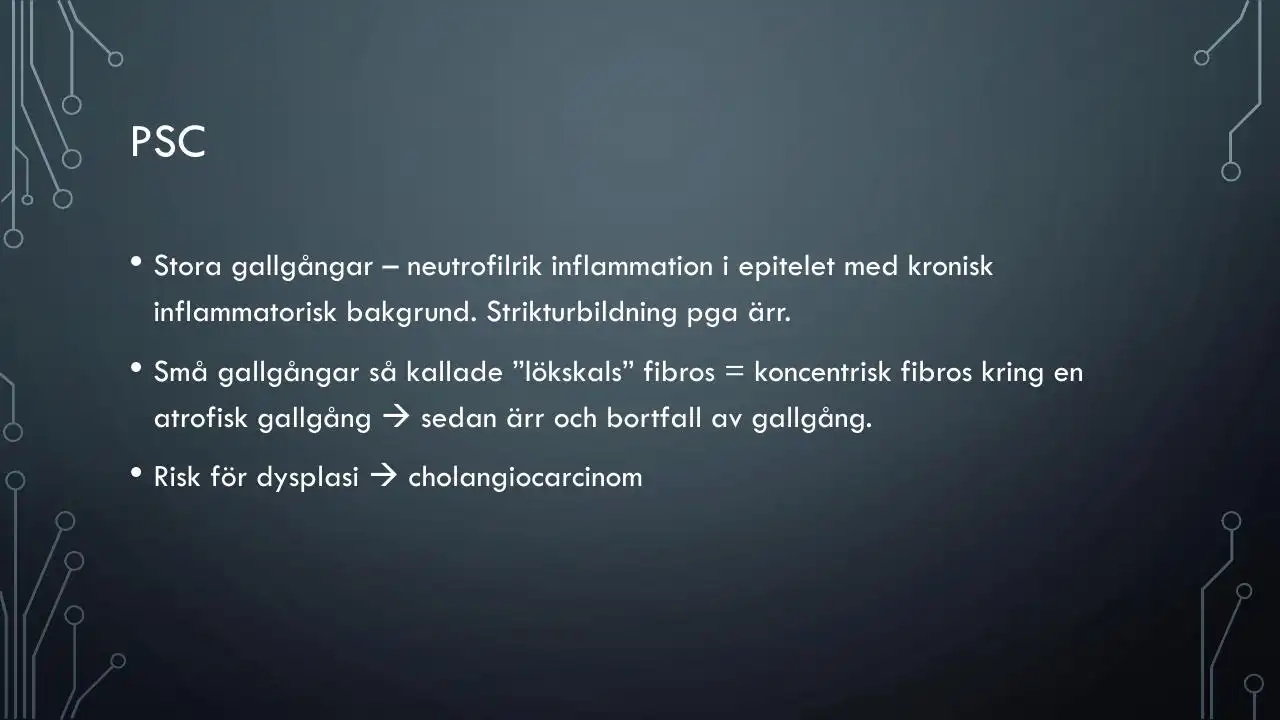 PSC
• Stora gallgångar – neutrofilrik inflammation i epitelet med kronisk
inflammatorisk bakgrund. Strikturbildning pga ärr.
• Små gallgångar så kallade ”lökskals” fibros = koncentrisk fibros kring en
atrofisk gallgång → sedan ärr och bortfall av gallgång.
• Risk för dysplasi → cholangiocarcinom